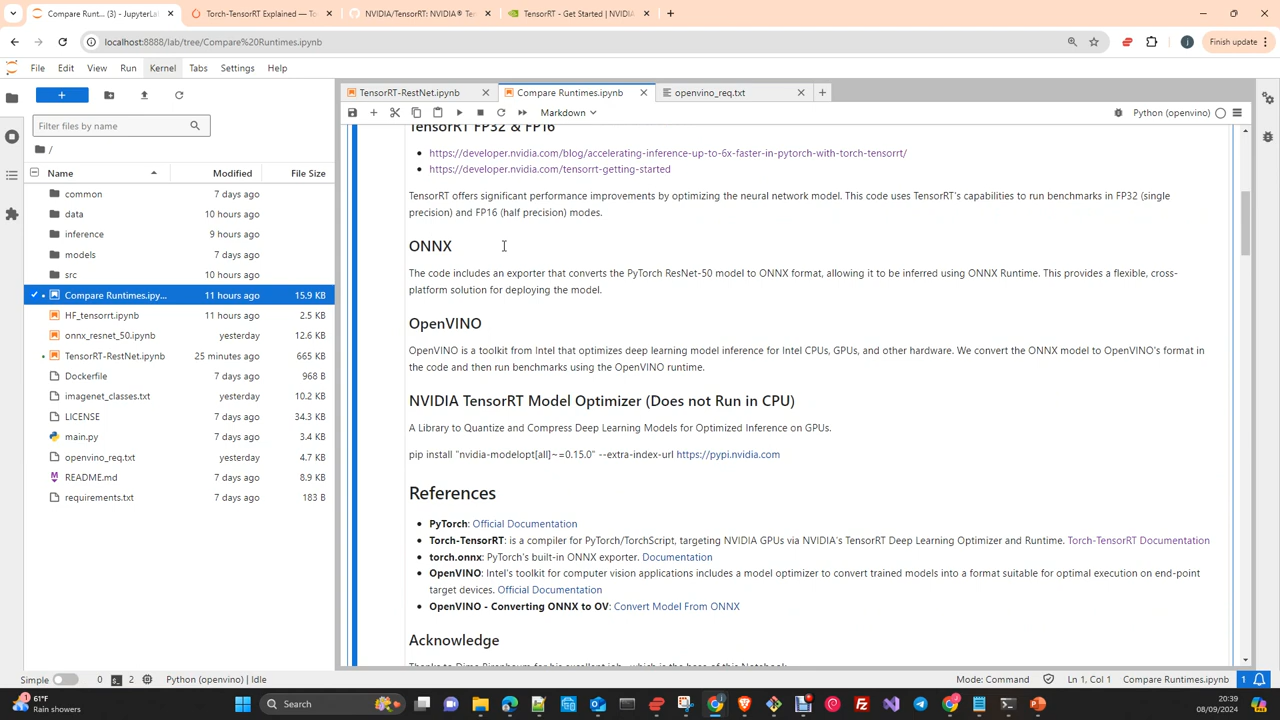 Compare Runt... (3) - JupyterLab
Torch-TensorRT Explained — To
NVIDIA/TensorRT: NVIDIA® Te
TensorRT - Get Started | NVIDIA
localhost:8888/lab/tree/Compare%20Runtimes.ipynb
Finish update
File Edit View Run Kernel Tabs Settings Help
TensorRT-RestNet.ipynb
Compare Runtimes.ipynb
onnpenvino_req.txt
Markdown
Python (openvino)
Filter files by name
/
Name Modified File Size
common 7 days ago
data 10 hours ago
inference 9 hours ago
models 7 days ago
src 10 hours ago
Compare Runtimes.ipy... 11 hours ago 15.9 KB
HF_tensorrt.ipynb 11 hours ago 2.5 KB
onnx_resnet_50.ipynb yesterday 12.6 KB
TensorRT-RestNet.ipynb 25 minutes ago 665 KB
Dockerfile 7 days ago 968 B
imagenet_classes.txt yesterday 10.2 KB
LICENSE 7 days ago 34.3 KB
main.py 7 days ago 3.4 KB
openvino_req.txt yesterday 4.7 KB
README.md 7 days ago 8.9 KB
requirements.txt 7 days ago 183 B
TensorRT FP32 & FP16
https://developer.nvidia.com/blog/accelerating-inference-up-to-6x-faster-in-pytorch-with-torch-tensorrt/
https://developer.nvidia.com/tensorrt-getting-started
TensorRT offers significant performance improvements by optimizing the neural network model. This code uses TensorRT's capabilities to run benchmarks in FP32 (single
precision) and FP16 (half precision) modes.
ONNX
The code includes an exporter that converts the PyTorch ResNet-50 model to ONNX format, allowing it to be inferred using ONNX Runtime. This provides a flexible, cross-
platform solution for deploying the model.
OpenVINO
OpenVINO is a toolkit from Intel that optimizes deep learning model inference for Intel CPUs, GPUs, and other hardware. We convert the ONNX model to OpenVINO's format in
the code and then run benchmarks using the OpenVINO runtime.
NVIDIA TensorRT Model Optimizer (Does not Run in CPU)
A Library to Quantize and Compress Deep Learning Models for Optimized Inference on GPUs.
pip install "nvidia-modelopt[all]~=0.15.0" --extra-index-url https://pypi.nvidia.com
References
PyTorch: Official Documentation
Torch-TensorRT: is a compiler for PyTorch/TorchScript, targeting NVIDIA GPUs via NVIDIA's TensorRT Deep Learning Optimizer and Runtime. Torch-TensorRT Documentation
torch.onnx: PyTorch's built-in ONNX exporter. Documentation
OpenVINO: Intel's toolkit for computer vision applications includes a model optimizer to convert trained models into a format suitable for optimal execution on end-point
target devices. Official Documentation
OpenVINO - Converting ONNX to OV: Convert Model From ONNX
Acknowledge
Simple 0 2 Python (openvino) | Idle
Mode: Command Ln 1, Col 1 Compare Runtimes.ipynb 1
61°F
Rain showers
Search
20:39
08/09/2024